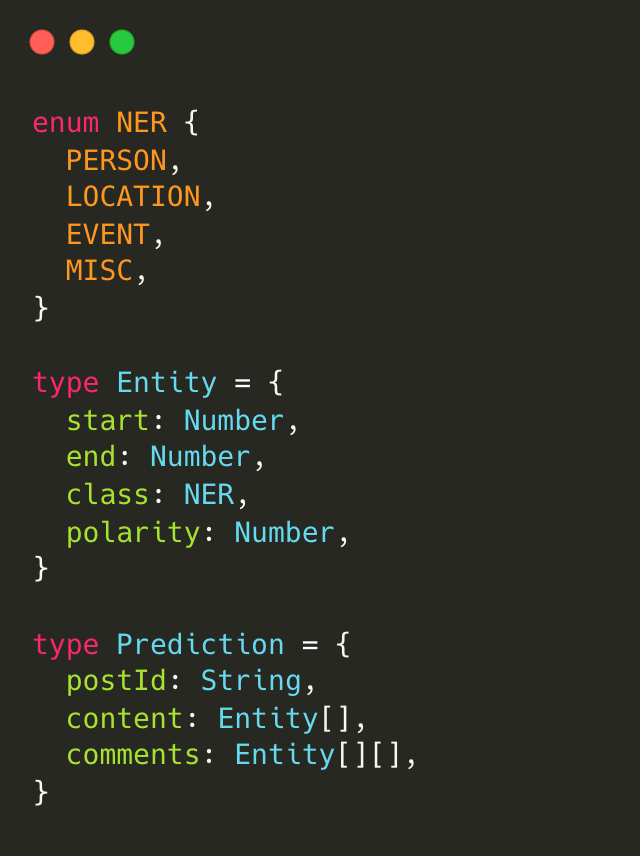 enum NER {
  PERSON,
  LOCATION,
  EVENT,
  MISC,
}

type Entity = {
  start: Number,
  end: Number,
  class: NER,
  polarity: Number,
}

type Prediction = {
  postId: String,
  content: Entity[],
  comments: Entity[][],
}